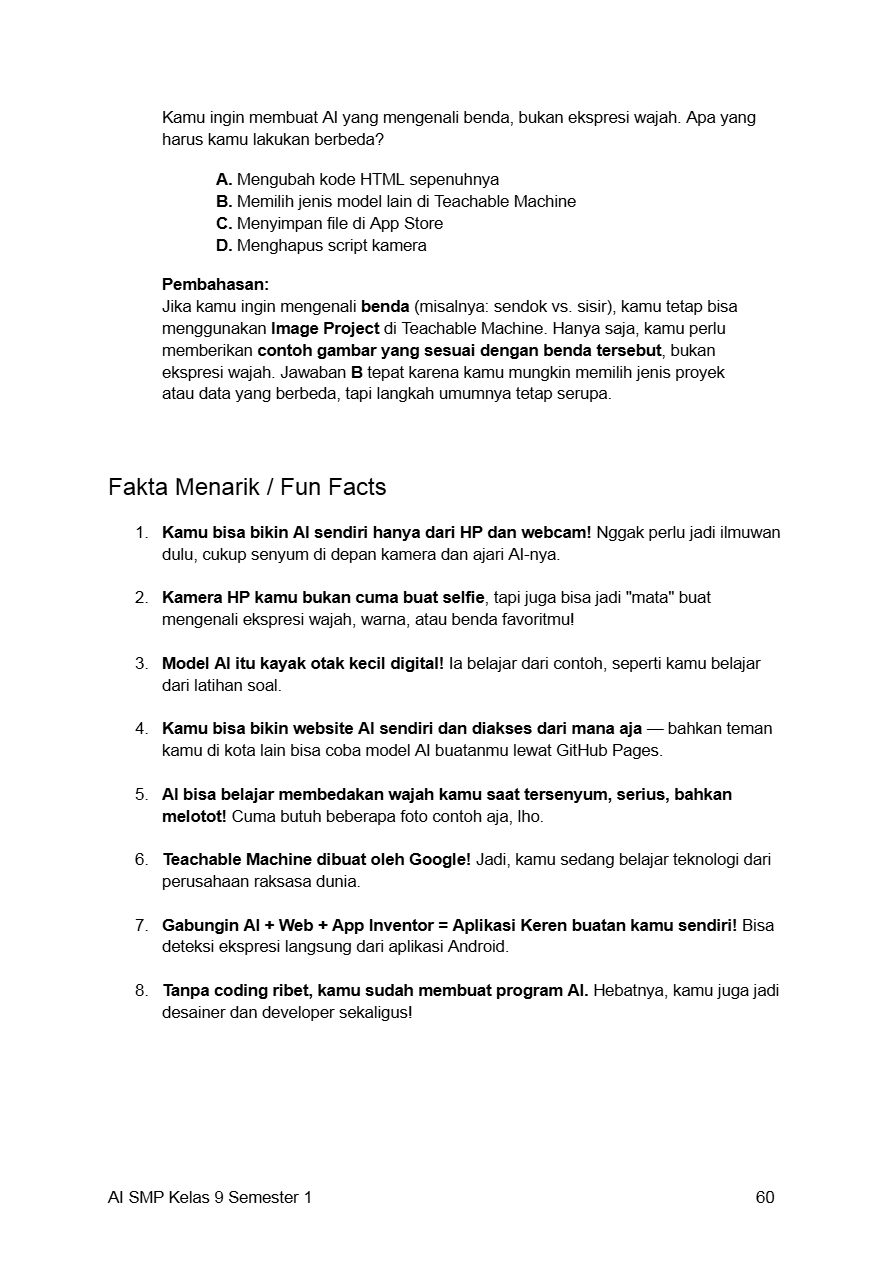 Kamu ingin membuat AI yang mengenali benda, bukan ekspresi wajah. Apa yang
harus kamu lakukan berbeda?
A. Mengubah kode HTML sepenuhnya
B. Memilih jenis model lain di Teachable Machine
C. Menyimpan file di App Store
D. Menghapus script kamera
Pembahasan:
Jika kamu ingin mengenali benda (misalnya: sendok vs. sisir), kamu tetap bisa
menggunakan Image Project di Teachable Machine. Hanya saja, kamu perlu
memberikan contoh gambar yang sesuai dengan benda tersebut, bukan
ekspresi wajah. Jawaban B tepat karena kamu mungkin memilih jenis proyek
atau data yang berbeda, tapi langkah umumnya tetap serupa.
Fakta Menarik / Fun Facts
1. Kamu bisa bikin AI sendiri hanya dari HP dan webcam! Nggak perlu jadi ilmuwan
dulu, cukup senyum di depan kamera dan ajari AI-nya.
2. Kamera HP kamu bukan cuma buat selfie, tapi juga bisa jadi "mata" buat
mengenali ekspresi wajah, warna, atau benda favoritmu!
3. Model AI itu kayak otak kecil digital! Ia belajar dari contoh, seperti kamu belajar
dari latihan soal.
4. Kamu bisa bikin website AI sendiri dan diakses dari mana aja — bahkan teman
kamu di kota lain bisa coba model AI buatanmu lewat GitHub Pages.
5. AI bisa belajar membedakan wajah kamu saat tersenyum, serius, bahkan
melotot! Cuma butuh beberapa foto contoh aja, lho.
6. Teachable Machine dibuat oleh Google! Jadi, kamu sedang belajar teknologi dari
perusahaan raksasa dunia.
7. Gabungin AI + Web + App Inventor = Aplikasi Keren buatan kamu sendiri! Bisa
deteksi ekspresi langsung dari aplikasi Android.
8. Tanpa coding ribet, kamu sudah membuat program AI. Hebatnya, kamu juga jadi
desainer dan developer sekaligus!
AI SMP Kelas 9 Semester 1 60